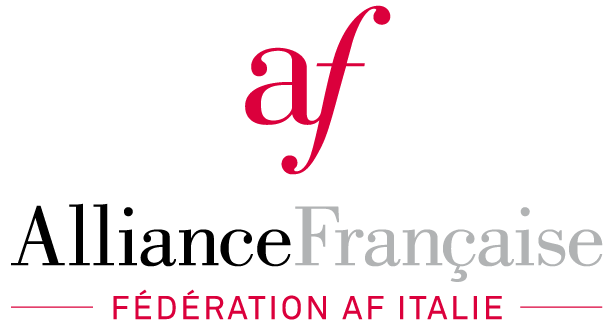 af
AllianceFrançaise
FÉDÉRATION AF ITALIE